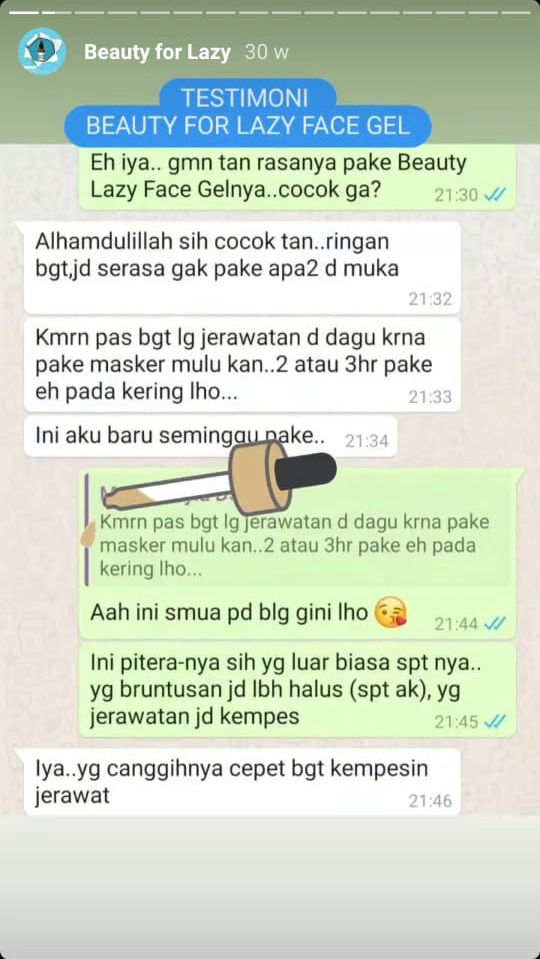 Beauty for Lazy 30 w
TESTIMONI
BEAUTY FOR LAZY FACE GEL
Eh iya.. gmn tan rasanya pake Beauty
Lazy Face Gelnya..cocok ga?
21:30
Alhamdulillah sih cocok tan..ringan
bgt,jd serasa gak pake apa2 d muka
21:32
Kmrn pas bgt lg jerawatan d dagu krna
pake masker mulu kan..2 atau 3hr pake
eh pada kering lho...
21:33
Ini aku baru seminggu pake..
21:34
Kmrn pas bgt lg jerawatan d dagu krna pake
masker mulu kan..2 atau 3hr pake eh pada
kering lho...
Aah ini smua pd blg gini lho 😘
21:44
Ini pitera-nya sih yg luar biasa spt nya..
yg bruntusan jd lbh halus (spt ak), yg
jerawatan jd kempes
21:45
Iya..yg canggihnya cepet bgt kempesin
jerawat
21:46